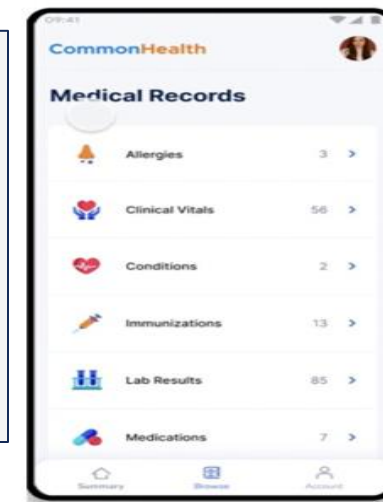 09:41
CommonHealth
Medical Records
Allergies 3 >
Clinical Vitals 56 >
Conditions 2 >
Immunizations 13 >
Lab Results 85 >
Medications 7 >
Summary Browse Account